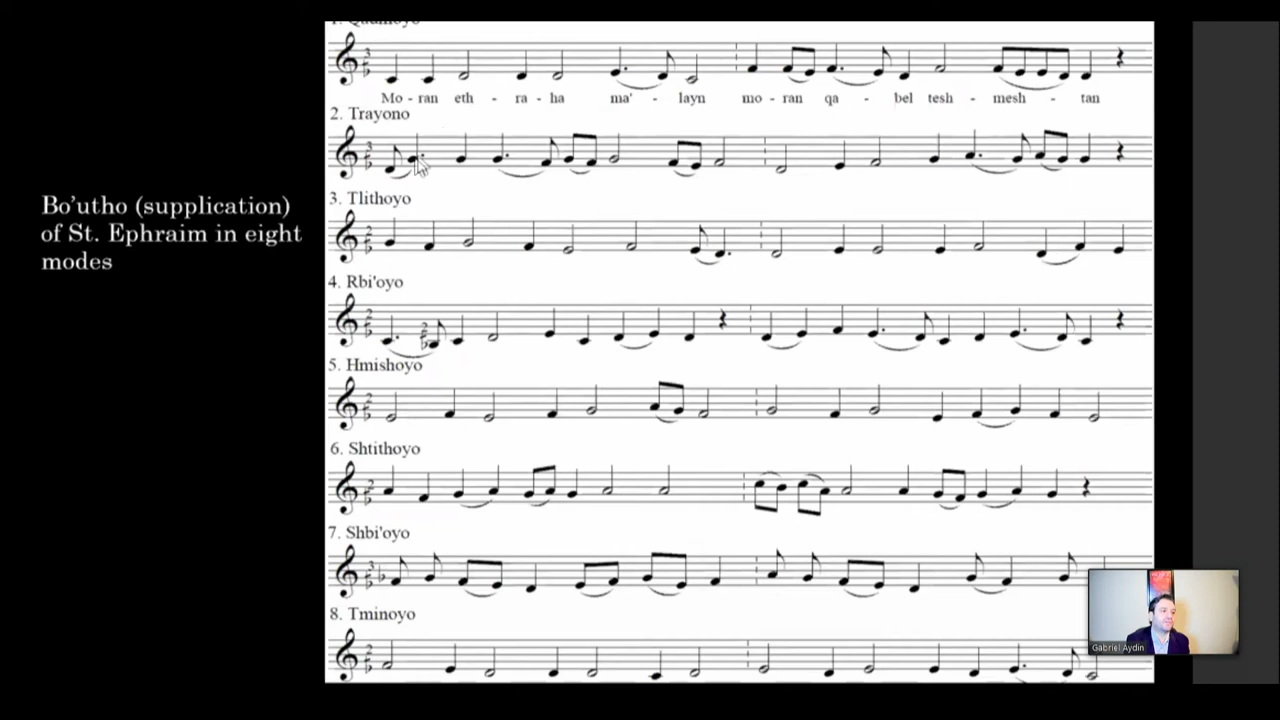 Bo'utho (supplication)
of St. Ephraim in eight
modes
1. Qadmoyo
Mo - ran eth - ra - ha ma' - layn mo - ran qa - bel tesh - mesh - tan
2. Trayono
3. Tlithoyo
4. Rbi'oyo
5. Hmishoyo
6. Shtithoyo
7. Shbi'oyo
8. Tminoyo
Gabriel Aydin